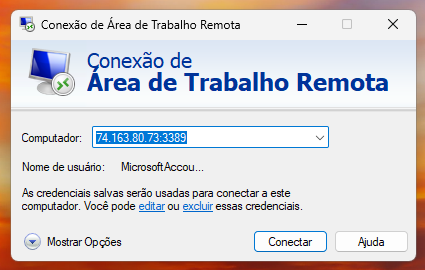 Conexão de Área de Trabalho Remota
Conexão de
Área de Trabalho Remota
Computador: 74.163.80.73:3389
Nome de usuário: MicrosoftAccou...
As credenciais salvas serão usadas para conectar a este
computador. Você pode editar ou excluir essas credenciais.
Mostrar Opções Conectar Ajuda